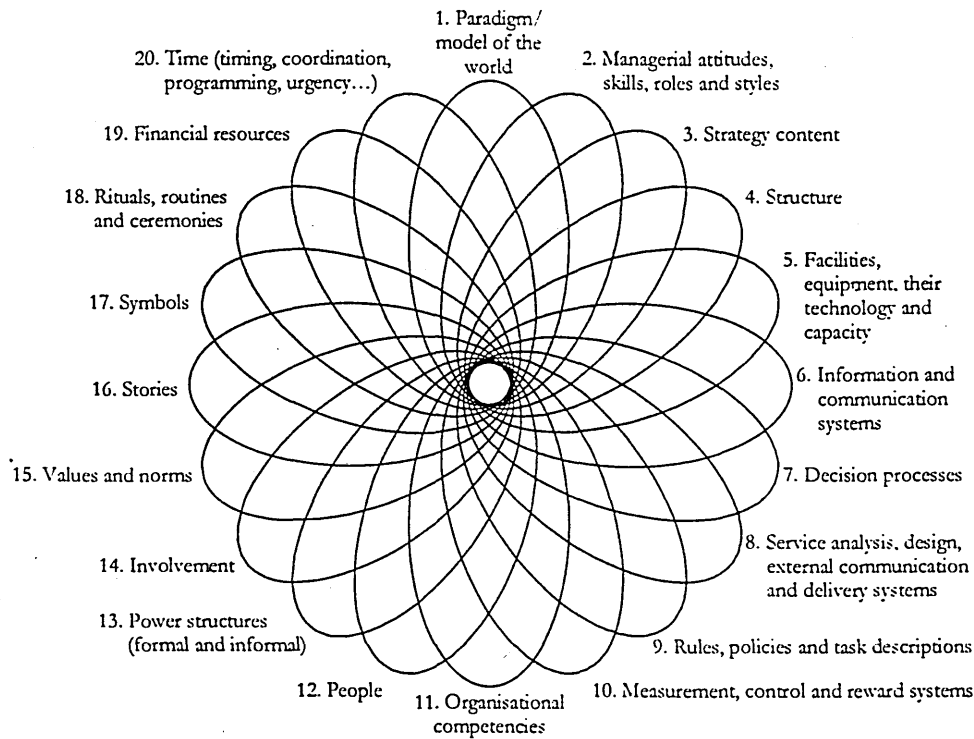 1. Paradigm/
model of the
world
2. Managerial attitudes,
skills, roles and styles
3. Strategy content
4. Structure
5. Facilities,
equipment, their
technology and
capacity
6. Information and
communication
systems
7. Decision processes
8. Service analysis, design,
external communication
and delivery systems
9. Rules, policies and task descriptions
10. Measurement, control and reward systems
11. Organisational
competencies
12. People
13. Power structures
(formal and informal)
14. Involvement
15. Values and norms
16. Stories
17. Symbols
18. Rituals, routines
and ceremonies
19. Financial resources
20. Time (timing, coordination,
programming, urgency...)